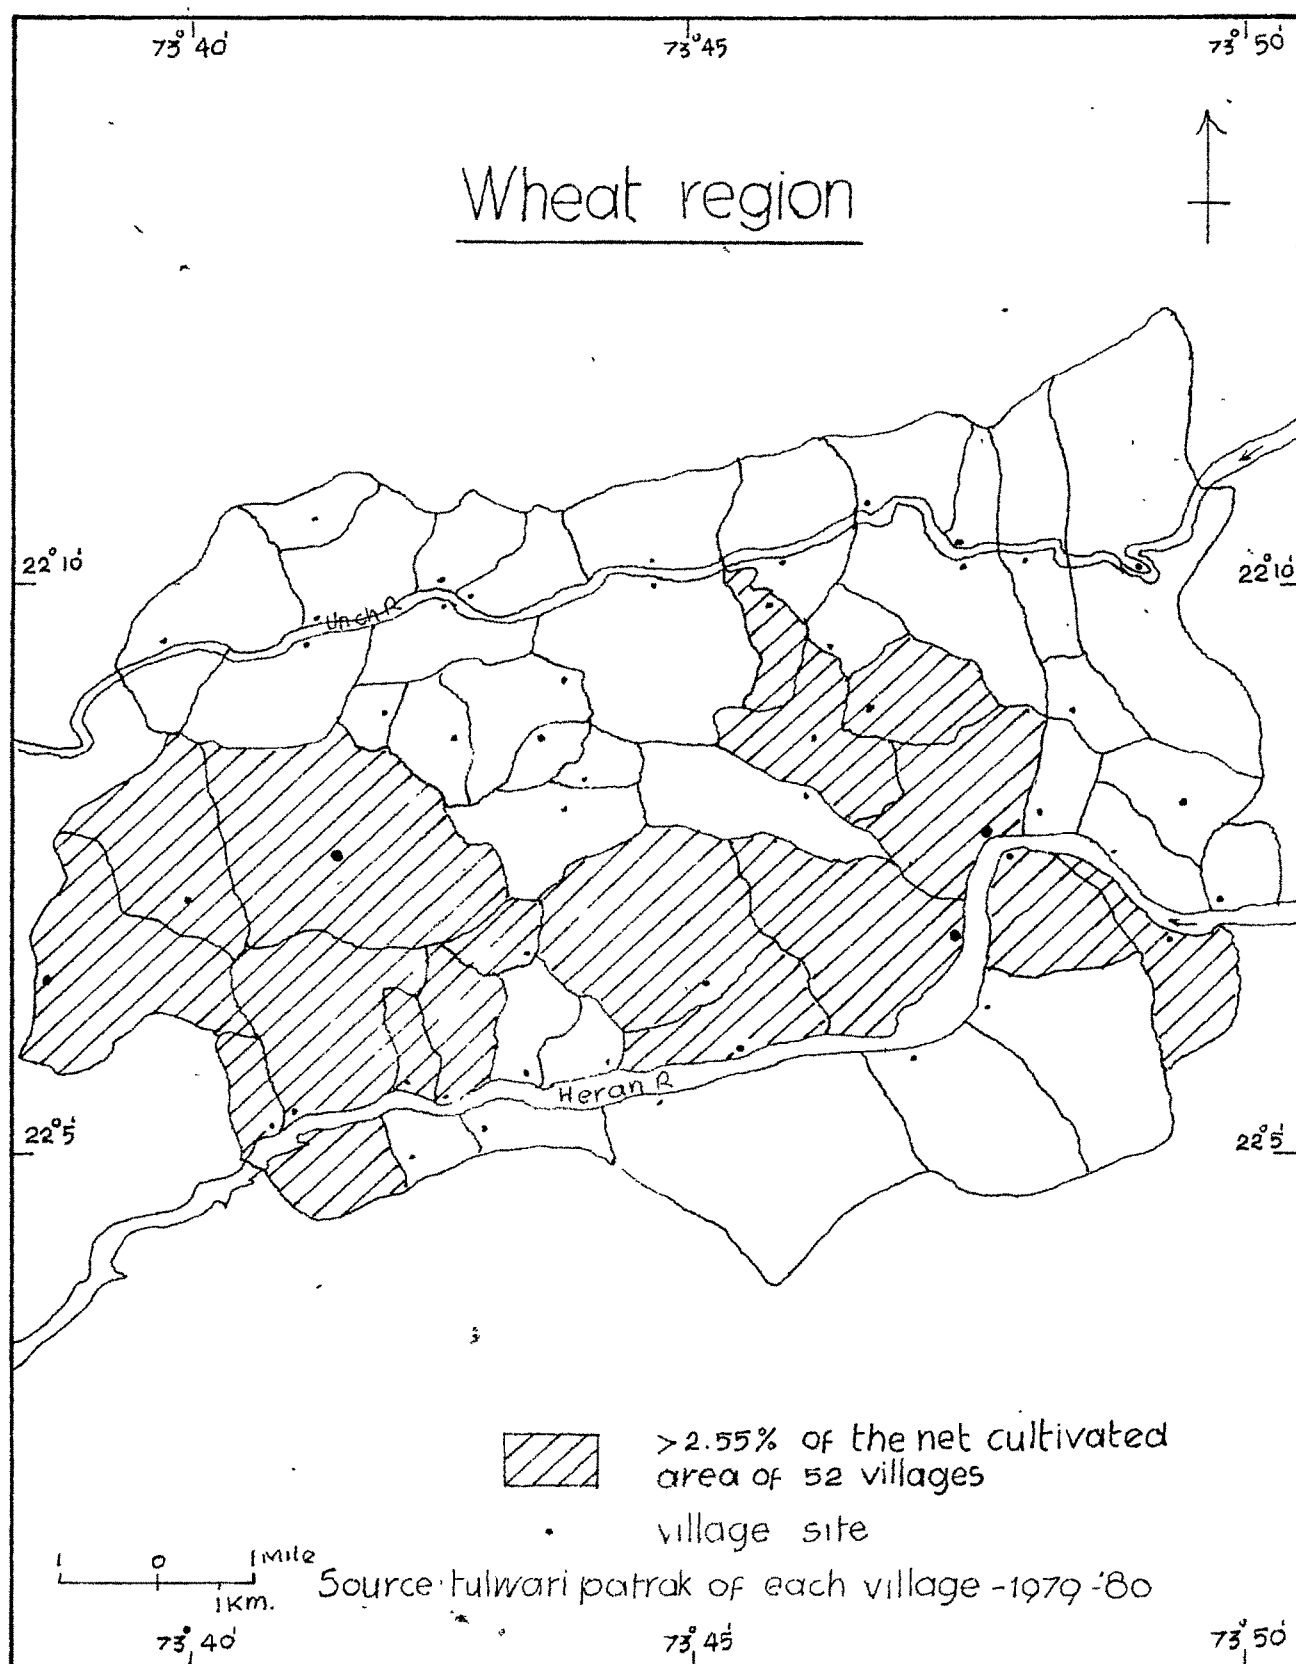 73° 40'
73° 45
73° 50'
Wheat region
22° 10'
22° 10'
Unch R
Heran R
22° 5'
22° 5'
>2.55% of the net cultivated
area of 52 villages
village site
1 0 1 Mile
1 Km.
Source: tulwari patrak of each village -1979-'80
73° 40'
73° 45'
73° 50'